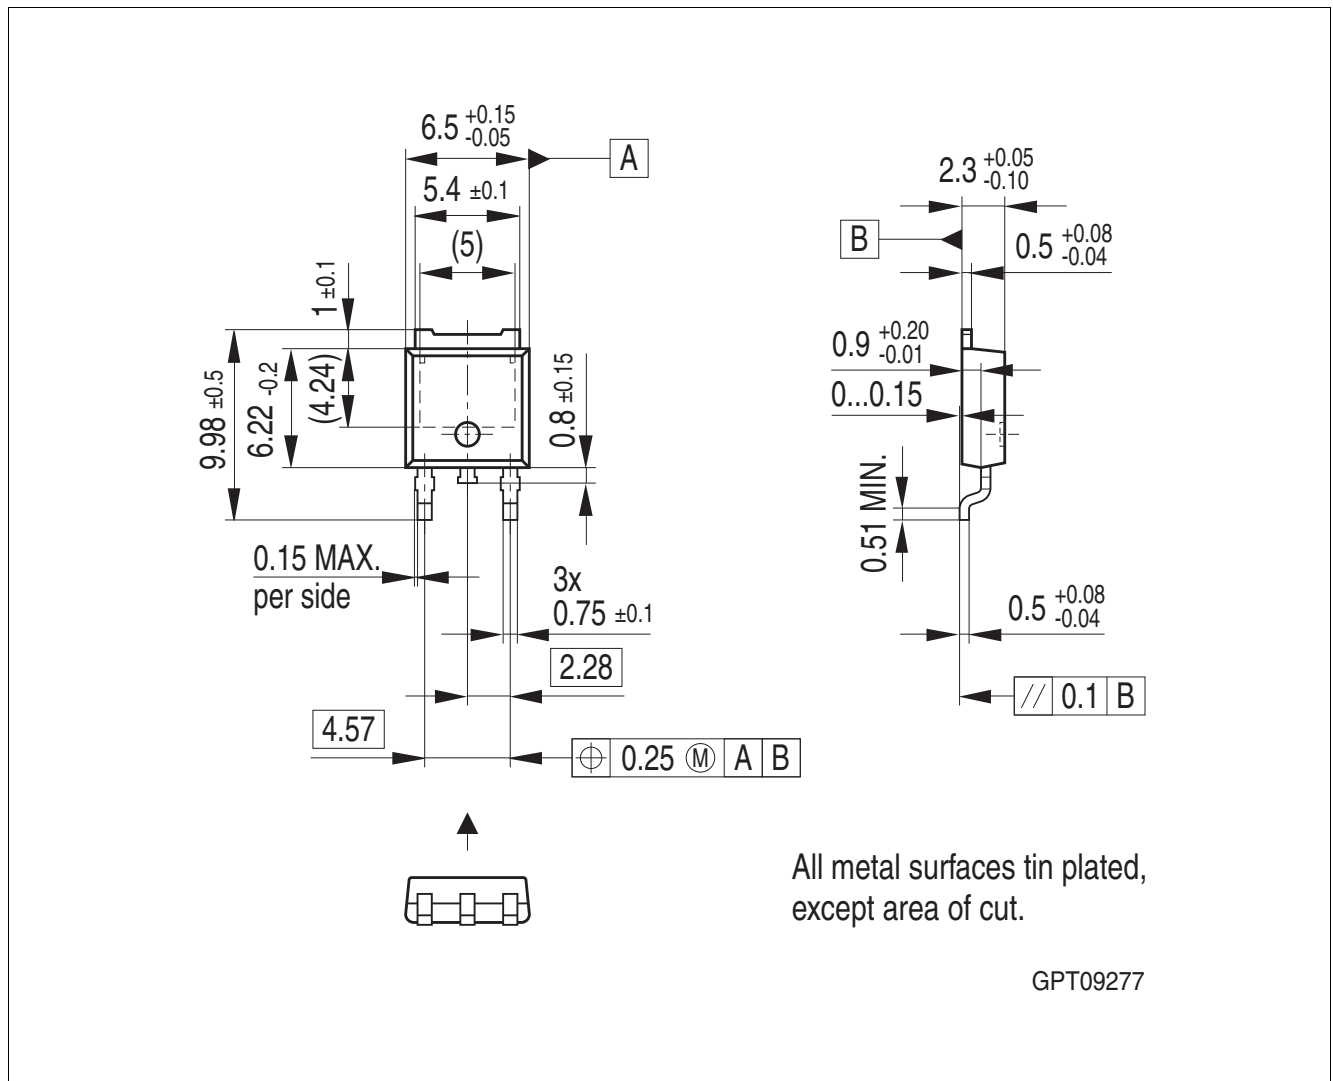 6.5 +0.15 -0.05
A
5.4 ±0.1
(5)
1 ±0.1
9.98 ±0.5
6.22 -0.2
(4.24)
0.8 ±0.15
0.15 MAX.
per side
3x
0.75 ±0.1
2.28
4.57
⌖ 0.25 Ⓜ A B
2.3 +0.05 -0.10
B
0.5 +0.08 -0.04
0.9 +0.20 -0.01
0...0.15
0.51 MIN.
0.5 +0.08 -0.04
// 0.1 B
All metal surfaces tin plated,
except area of cut.
GPT09277